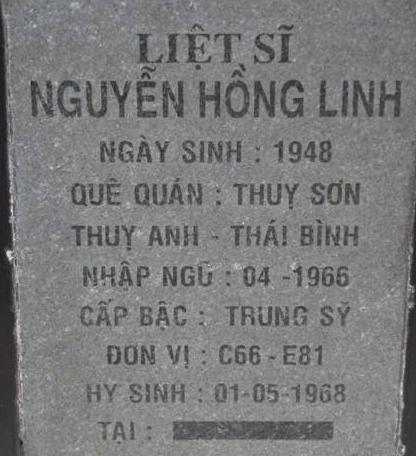 LIỆT SĨ
NGUYỄN HỒNG LINH
NGÀY SINH : 1948
QUÊ QUÁN : THUỴ SƠN
THUỴ ANH - THÁI BÌNH
NHẬP NGŨ : 04 -1966
CẤP BẬC : TRUNG SỸ
ĐƠN VỊ : C66 - E81
HY SINH : 01-05-1968
TẠI :